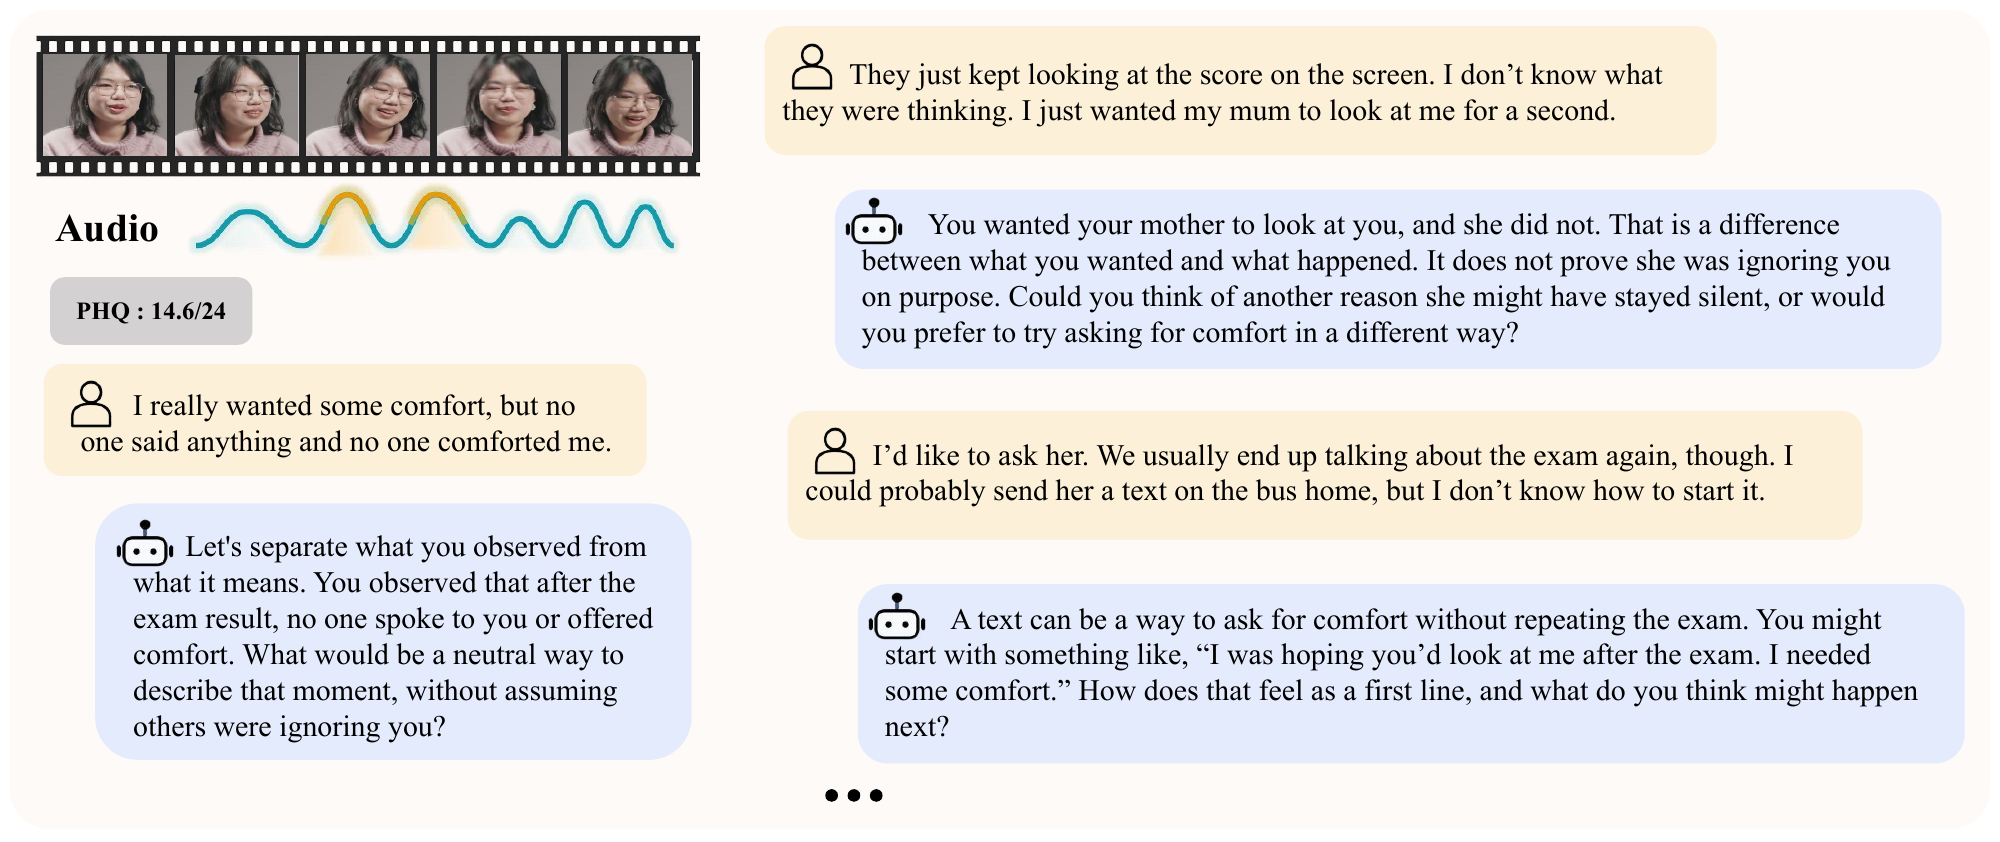 Audio
PHQ : 14.6/24
I really wanted some comfort, but no
one said anything and no one comforted me.
Let's separate what you observed from
what it means. You observed that after the
exam result, no one spoke to you or offered
comfort. What would be a neutral way to
describe that moment, without assuming
others were ignoring you?
They just kept looking at the score on the screen. I don’t know what
they were thinking. I just wanted my mum to look at me for a second.
You wanted your mother to look at you, and she did not. That is a difference
between what you wanted and what happened. It does not prove she was ignoring you
on purpose. Could you think of another reason she might have stayed silent, or would
you prefer to try asking for comfort in a different way?
I’d like to ask her. We usually end up talking about the exam again, though. I
could probably send her a text on the bus home, but I don’t know how to start it.
A text can be a way to ask for comfort without repeating the exam. You might
start with something like, “I was hoping you’d look at me after the exam. I needed
some comfort.” How does that feel as a first line, and what do you think might happen
next?